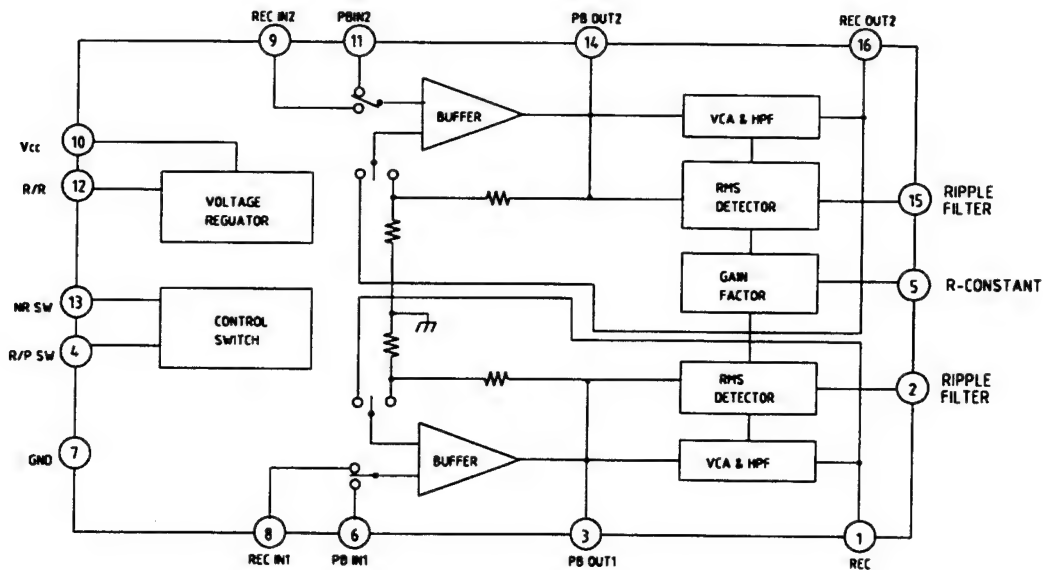 REC IN2
PBIN2
PB OUT2
REC OUT2
9
11
14
16
BUFFER
VCA & HPF
Vcc
10
R/R
12
VOLTAGE
REGUATOR
RMS
DETECTOR
15
RIPPLE
FILTER
GAIN
FACTOR
5
R-CONSTANT
NR SW
13
CONTROL
SWITCH
R/P SW
4
RMS
DETECTOR
2
RIPPLE
FILTER
GND
7
BUFFER
VCA & HPF
8
6
3
1
REC IN1
PB IN1
PB OUT1
REC